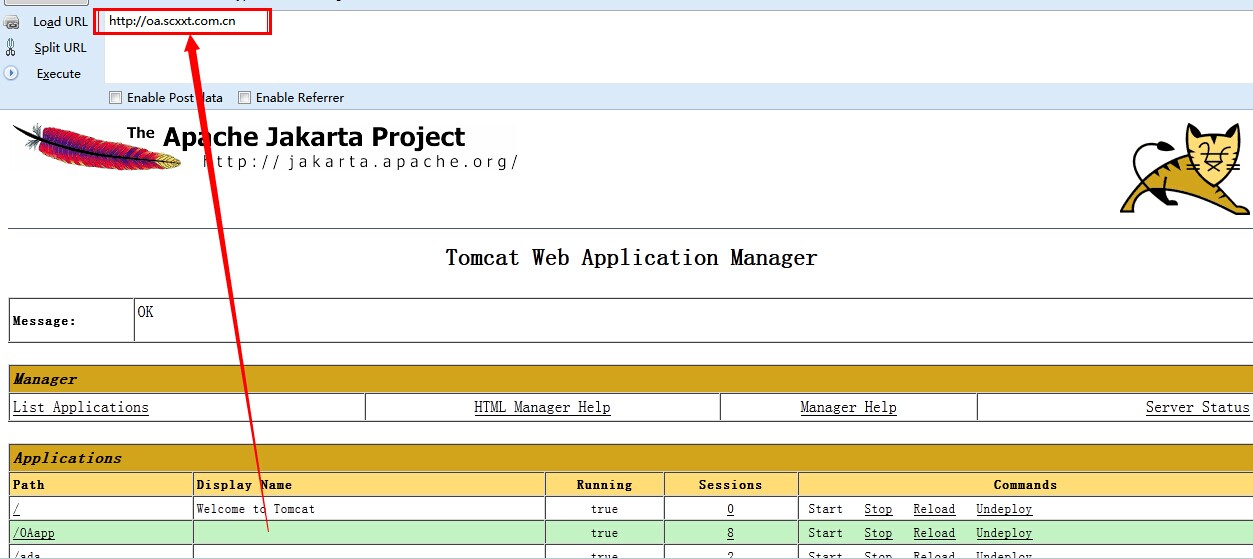 Load URL
http://oa.scxxt.com.cn
Split URL
Execute
Enable Post data
Enable Referrer
The Apache Jakarta Project
http://jakarta.apache.org/
Tomcat Web Application Manager
Message:
OK
Manager
List Applications
HTML Manager Help
Manager Help
Server Status
Applications
Path
Display Name
Running
Sessions
Commands
/
Welcome to Tomcat
true
0
Start Stop Reload Undeploy
/OAapp
true
8
Start Stop Reload Undeploy
/ada
true
2
Start Stop Reload Undeploy